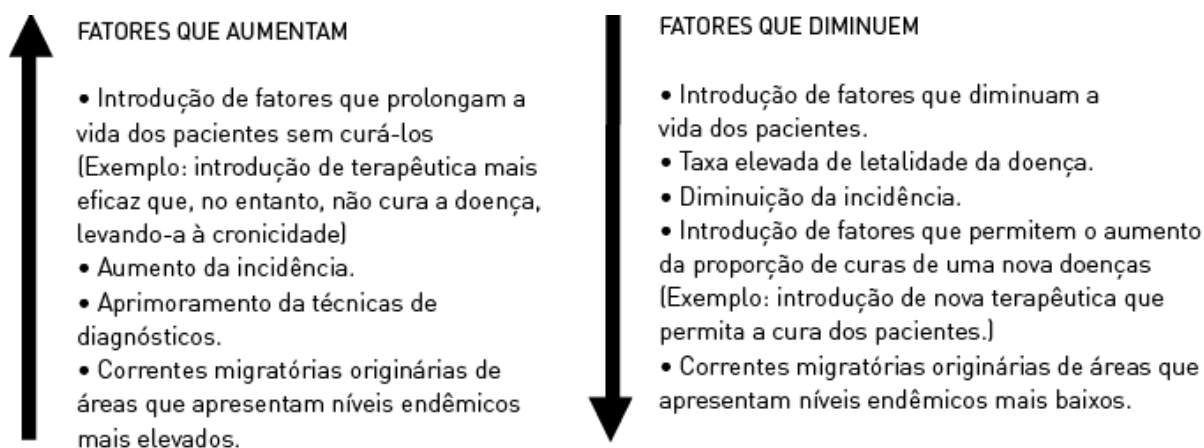 FATORES QUE AUMENTAM
• Introdução de fatores que prolongam a
vida dos pacientes sem curá-los
(Exemplo: introdução de terapêutica mais
eficaz que, no entanto, não cura a doença,
levando-a à cronicidade)
• Aumento da incidência.
• Aprimoramento da técnicas de
diagnósticos.
• Correntes migratórias originárias de
áreas que apresentam níveis endêmicos
mais elevados.
FATORES QUE DIMINUEM
• Introdução de fatores que diminuam a
vida dos pacientes.
• Taxa elevada de letalidade da doença.
• Diminuição da incidência.
• Introdução de fatores que permitem o aumento
da proporção de curas de uma nova doenças
(Exemplo: introdução de nova terapêutica que
permita a cura dos pacientes.)
• Correntes migratórias originárias de áreas que
apresentam níveis endêmicos mais baixos.